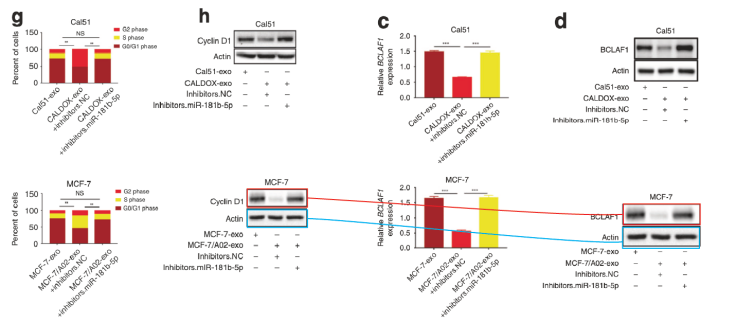 g
Cal51
NS
**
**
G2 phase
S phase
G0/G1 phase
Percent of cells
150
100
50
0
Cal51-exo
CALDOX-exo
+inhibitors.NC
CALDOX-exo
+inhibitors.miR-181b-5p
h
Cyclin D1
Actin
Cal51-exo
+
CALDOX-exo
+
+
Inhibitors.NC
+
Inhibitors.miR-181b-5p
+
c
Cal51
***
***
Relative BCLAF1
expression
2.0
1.5
1.0
0.5
0.0
Cal51-exo
CALDOX-exo
+inhibitors.NC
CALDOX-exo
+inhibitors.miR-181b-5p
d
Cal51
BCLAF1
Actin
Cal51-exo
+
CALDOX-exo
+
+
Inhibitors.NC
+
Inhibitors.miR-181b-5p
+
MCF-7
NS
**
**
G2 phase
S phase
G0/G1 phase
Percent of cells
150
100
50
0
MCF-7-exo
MCF-7/A02-exo
+inhibitors.NC
MCF-7/A02-exo
+inhibitors.miR-181b-5p
MCF-7
Cyclin D1
Actin
MCF-7-exo
+
MCF-7/A02-exo
+
+
Inhibitors.NC
+
Inhibitors.miR-181b-5p
+
MCF-7
***
***
Relative BCLAF1
expression
2.0
1.5
1.0
0.5
0.0
MCF-7-exo
MCF-7/A02-exo
+inhibitors.NC
MCF-7/A02-exo
+inhibitors.miR-181b-5p
MCF-7
BCLAF1
Actin
MCF-7-exo
+
MCF-7/A02-exo
+
+
Inhibitors.NC
+
Inhibitors.miR-181b-5p
+